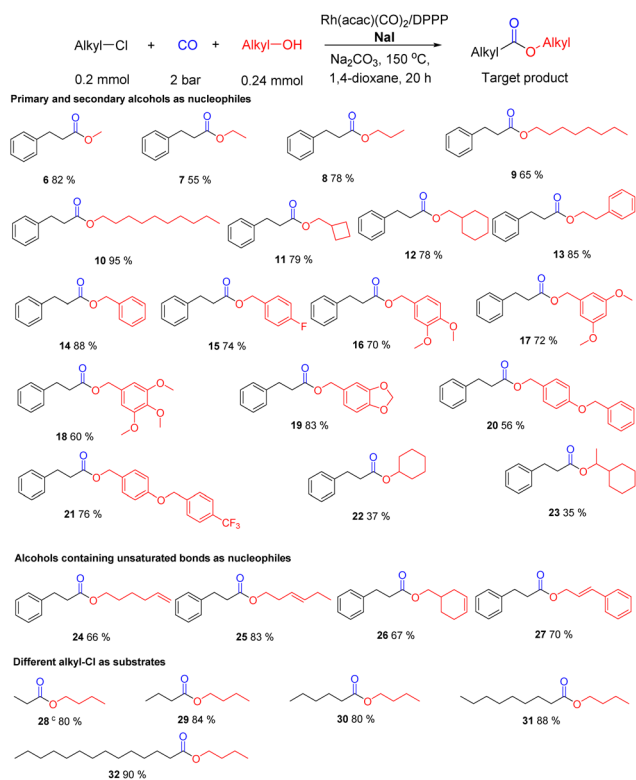 Rh(acac)(CO)2/DPPP
Alkyl—Cl + CO + Alkyl—OH NaI Alkyl O O Alkyl
Na2CO3, 150 ºC,
0.2 mmol 2 bar 0.24 mmol 1,4-dioxane, 20 h Target product
Primary and secondary alcohols as nucleophiles
O O O O O O O O
6 82 % 7 55 % 8 78 % 9 65 %
O O O O O O O O
10 95 % 11 79 % 12 78 % 13 85 %
O O O O F O O O O O O O O
14 88 % 15 74 % 16 70 % 17 72 %
O O O O O O O O O O O O
18 60 % 19 83 % 20 56 %
O O O CF3 O O O O
21 76 % 22 37 % 23 35 %
Alcohols containing unsaturated bonds as nucleophiles
O O O O O O O O
24 66 % 25 83 % 26 67 % 27 70 %
Different alkyl-Cl as substrates
O O O O O O O O
28 c 80 % 29 84 % 30 80 % 31 88 %
O O
32 90 %